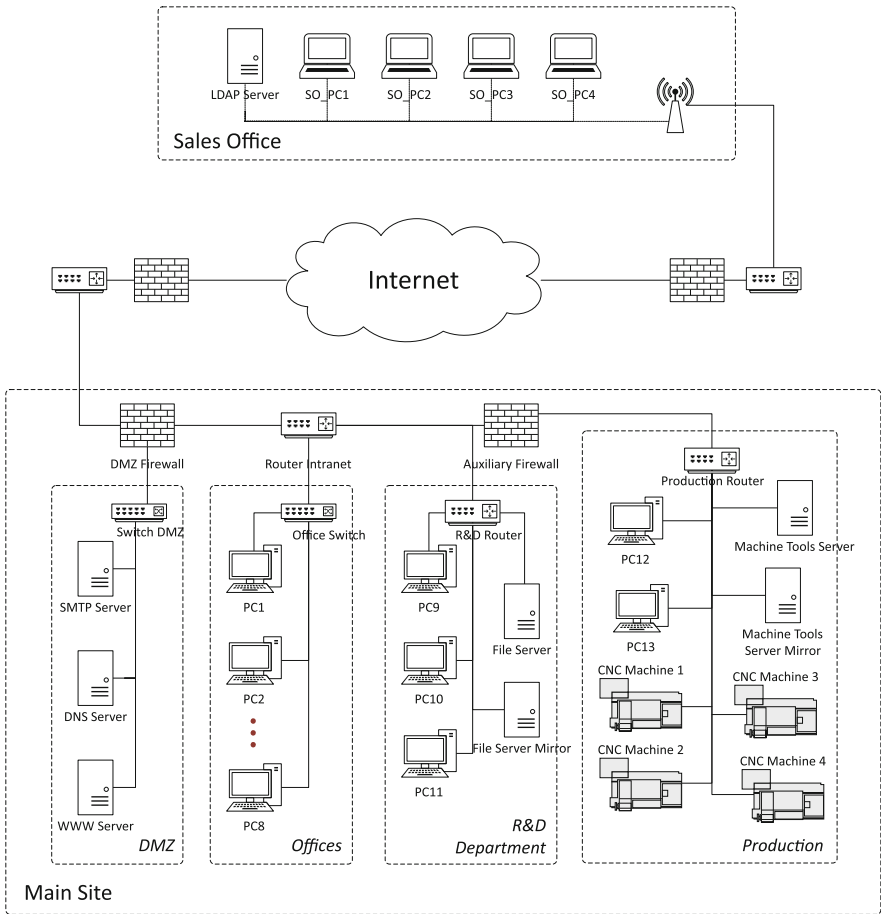 LDAP Server
SO_PC1
SO_PC2
SO_PC3
SO_PC4
Sales Office
Internet
DMZ Firewall
Router Intranet
Auxiliary Firewall
Production Router
Switch DMZ
Office Switch
R&D Router
SMTP Server
DNS Server
WWW Server
DMZ
PC1
PC2
PC8
Offices
PC9
PC10
PC11
File Server
File Server Mirror
R&D
Department
PC12
PC13
Machine Tools Server
Machine Tools
Server Mirror
CNC Machine 1
CNC Machine 3
CNC Machine 2
CNC Machine 4
Production
Main Site